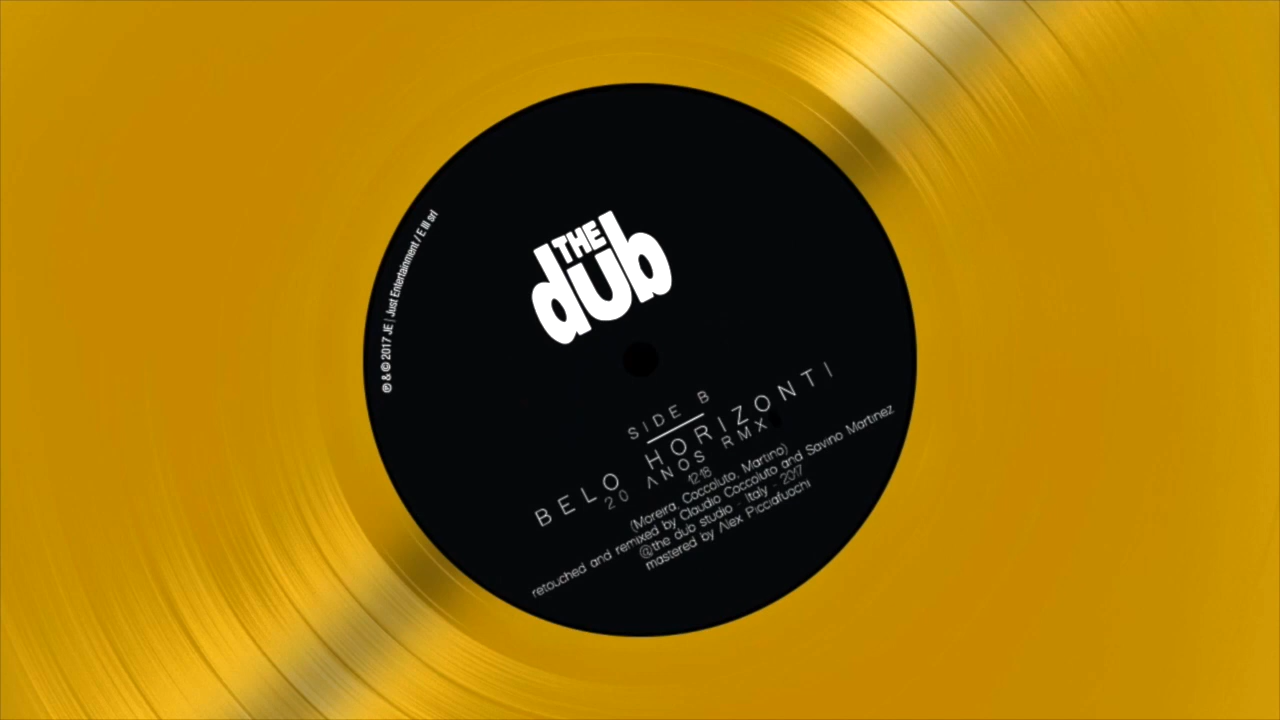 THE
dub
℗ & © 2017 JE | Just Entertainment / E III srl
SIDE B
BELO HORIZONTI
20 ANOS RMX
12:18
(Moreira, Coccoluto, Martino)
retouched and remixed by Claudio Coccoluto and Savino Martinez
@the dub studio - Italy - 2017
mastered by Alex Picciafuochi